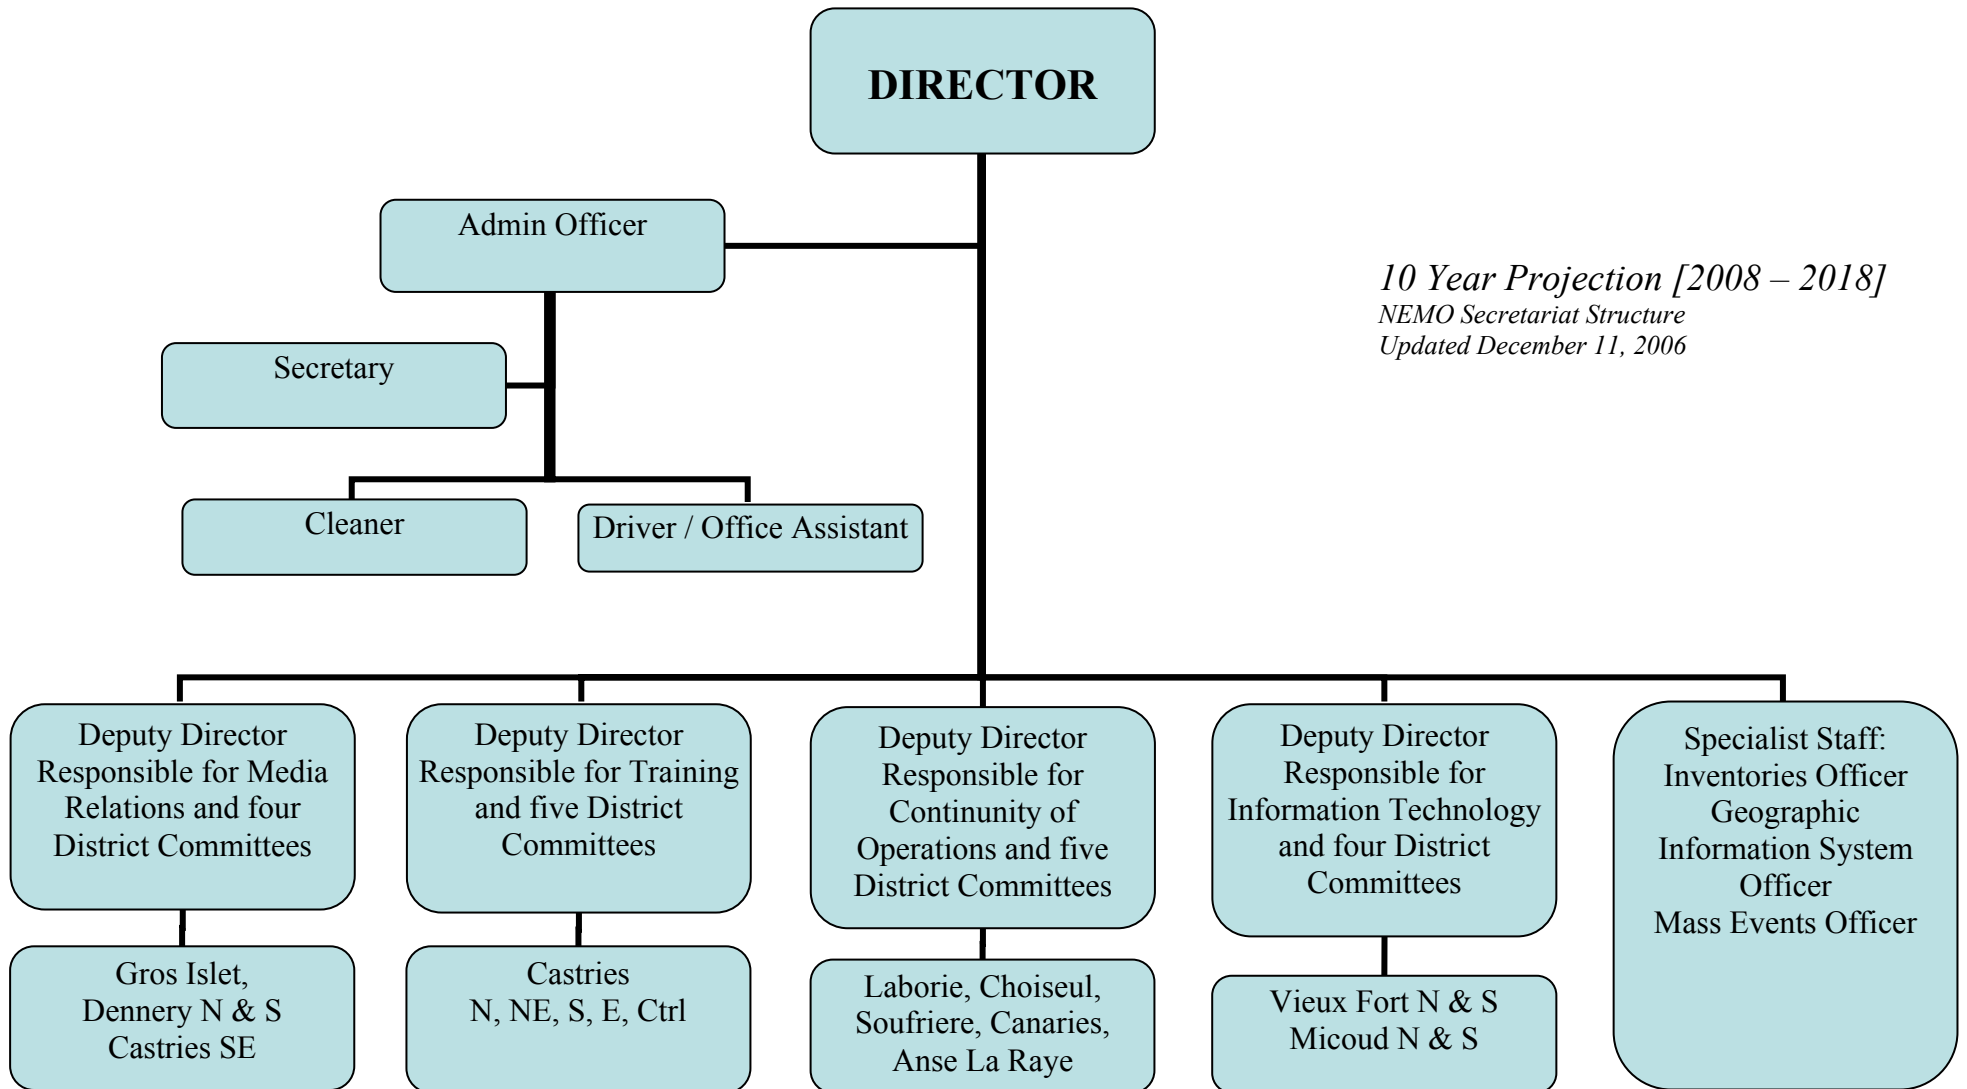 DIRECTOR
Admin Officer
10 Year Projection [2008 – 2018]
NEMO Secretariat Structure
Updated December 11, 2006
Secretary
Cleaner
Driver / Office Assistant
Deputy Director
Responsible for Media
Relations and four
District Committees
Deputy Director
Responsible for Training
and five District
Committees
Deputy Director
Responsible for
Continunity of
Operations and five
District Committees
Deputy Director
Responsible for
Information Technology
and four District
Committees
Specialist Staff:
Inventories Officer
Geographic
Information System
Officer
Mass Events Officer
Gros Islet,
Dennery N & S
Castries SE
Castries
N, NE, S, E, Ctrl
Laborie, Choiseul,
Soufriere, Canaries,
Anse La Raye
Vieux Fort N & S
Micoud N & S